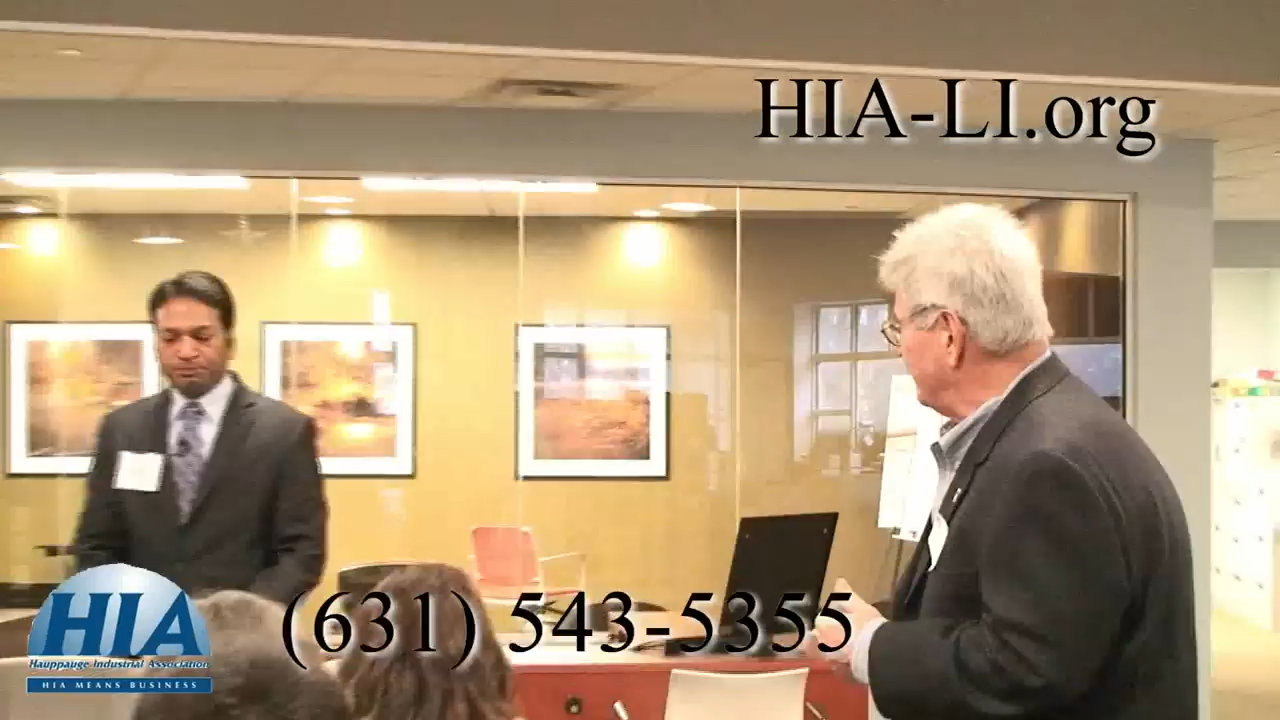 HIA-LI.org
(631) 543-5355
HIA
Hauppauge Industrial Association
HIA MEANS BUSINESS